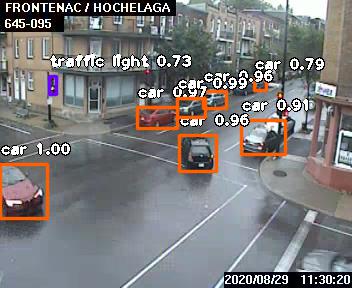 FRONTENAC / HOCHELAGA
645-095
traffic light 0.73
car 0.79
car 0.96
car 0.99
car 0.97
car 0.91
car 0.96
car 1.00
2020/08/29 11:30:20